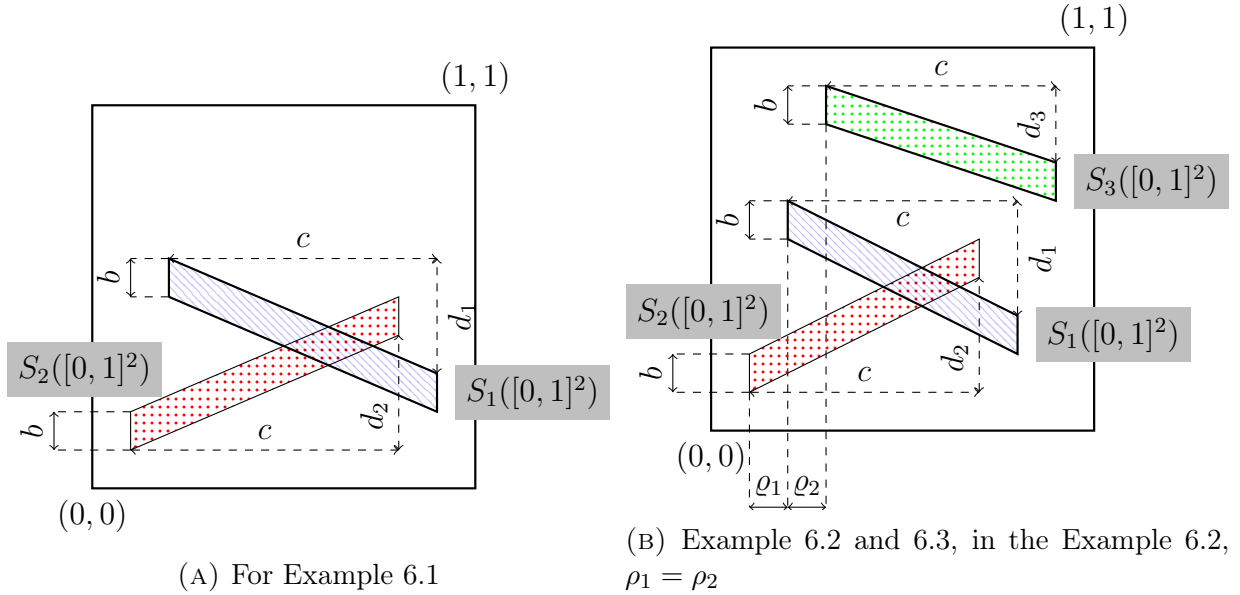 (1, 1)
c
b
d₁
S₂([0, 1]²)
S₁([0, 1]²)
b
c
d₂
(0, 0)
(A) For Example 6.1
(1, 1)
c
b
d₃
S₃([0, 1]²)
c
b
d₁
S₂([0, 1]²)
S₁([0, 1]²)
b
c
d₂
(0, 0)
ϱ₁ ϱ₂
(B) Example 6.2 and 6.3, in the Example 6.2,
ρ₁ = ρ₂